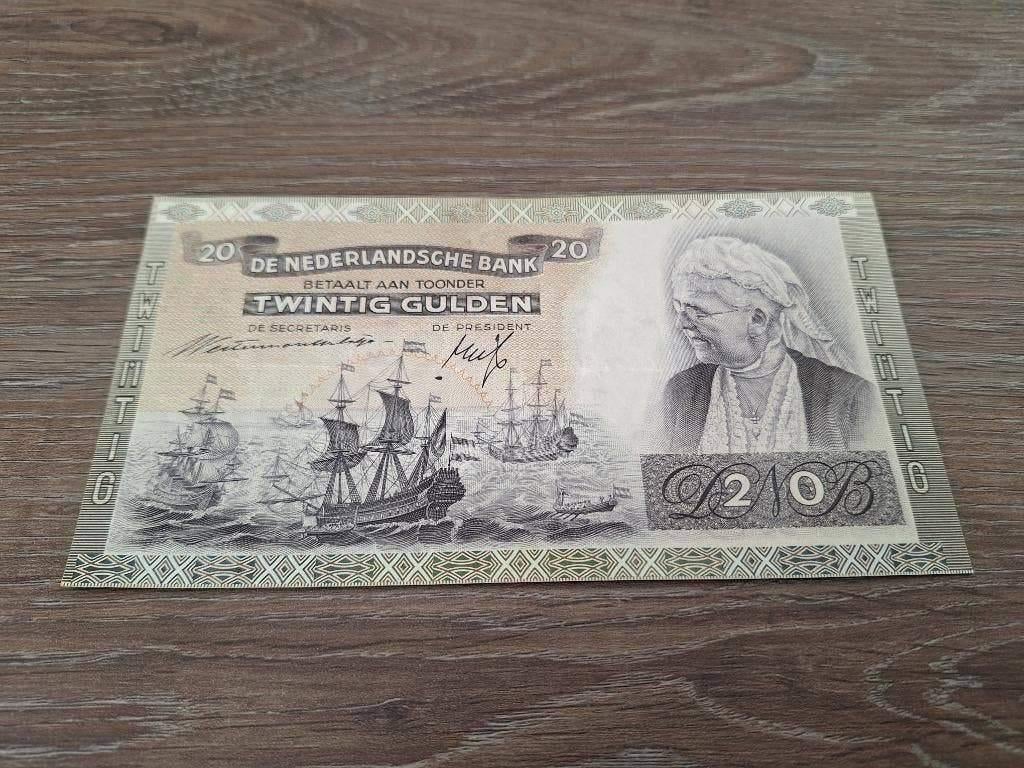 20 DE NEDERLANDSCHE BANK 20
BETAALT AAN TOONDER
TWINTIG GULDEN
DE SECRETARIS DE PRESIDENT
TWINTIG
TWINTIG
DNB
20